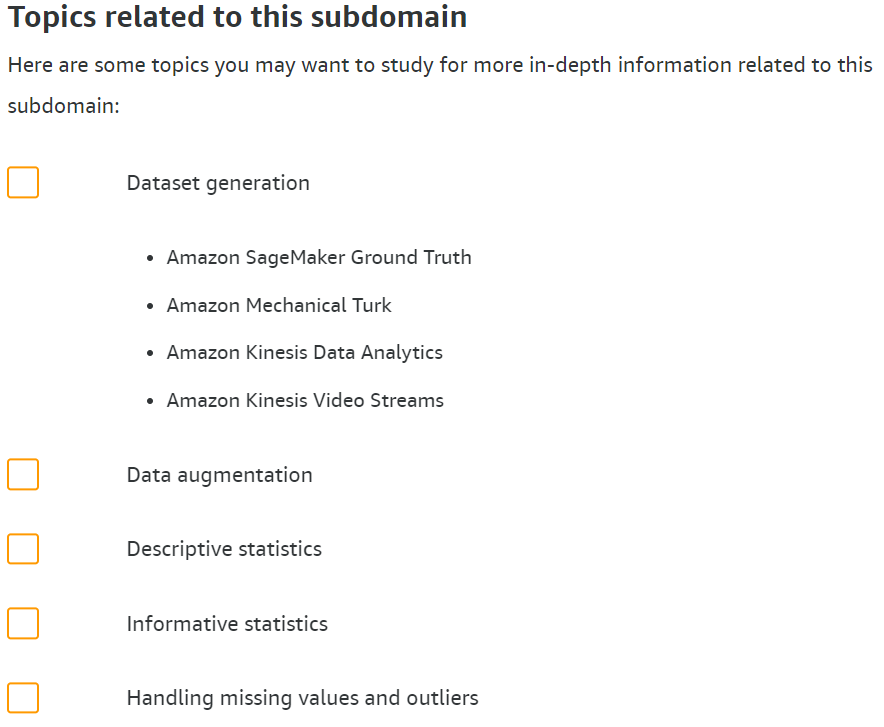 Topics related to this subdomain
Here are some topics you may want to study for more in-depth information related to this
subdomain:
Dataset generation
• Amazon SageMaker Ground Truth
• Amazon Mechanical Turk
• Amazon Kinesis Data Analytics
• Amazon Kinesis Video Streams
Data augmentation
Descriptive statistics
Informative statistics
Handling missing values and outliers